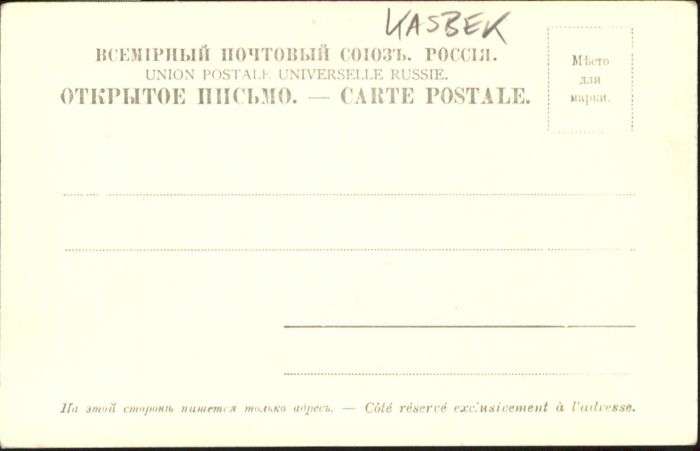 KASBEK
ВСЕМІРНЫЙ ПОЧТОВЫЙ СОЮЗЪ. РОССІЯ.
UNION POSTALE UNIVERSELLE RUSSIE.
ОТКРЫТОЕ ПИСЬМО. — CARTE POSTALE.
Мѣсто
для
марки.
На этой сторонѣ пишется только адресъ. — Côté réservé exclusicement à l'adresse.